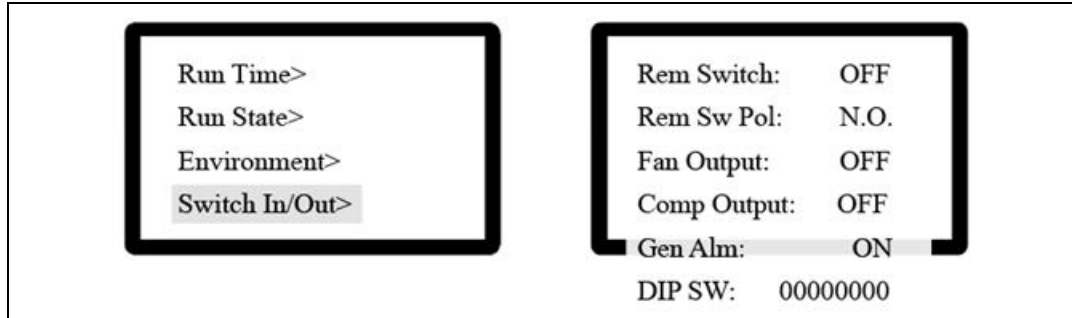 Run Time>
Run State>
Environment>
Switch In/Out>
Rem Switch: OFF
Rem Sw Pol: N.O.
Fan Output: OFF
Comp Output: OFF
Gen Alm: ON
DIP SW: 00000000